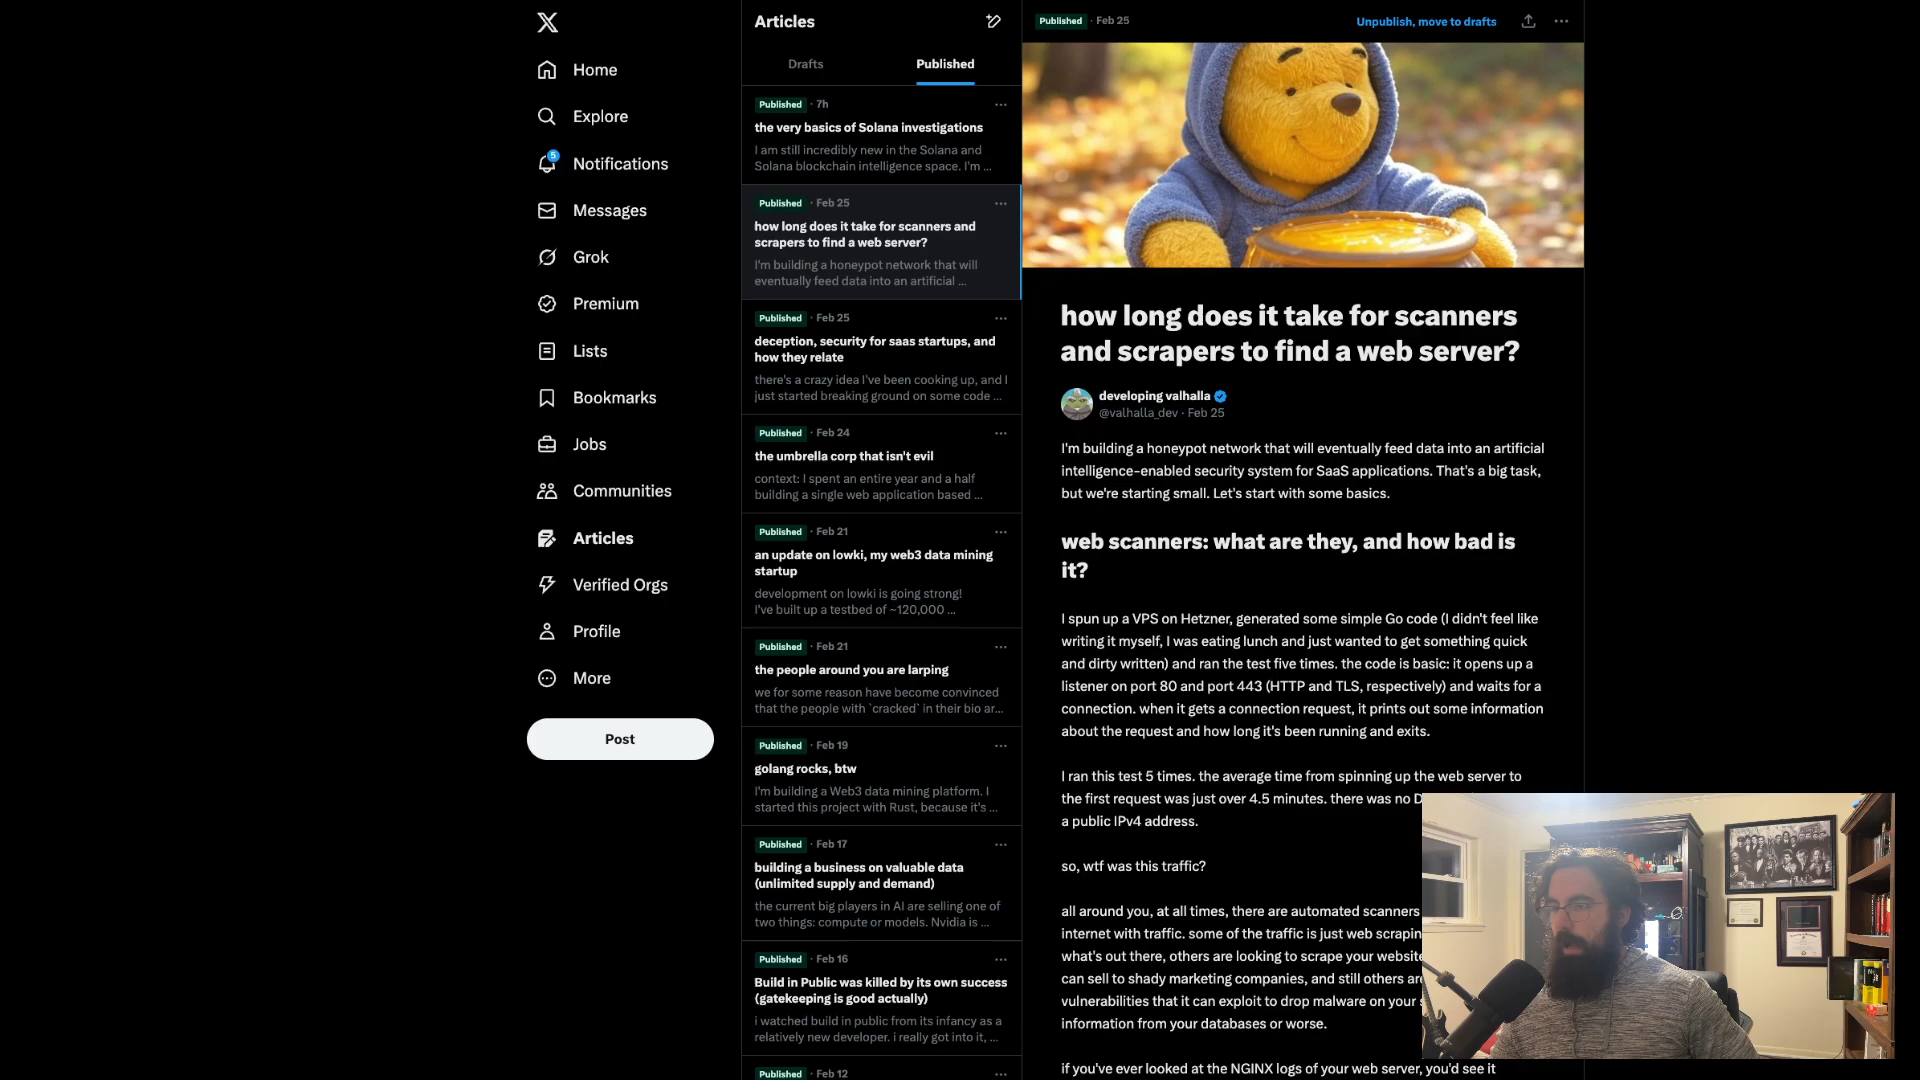 Home
Explore
5
Notifications
Messages
Grok
Premium
Lists
Bookmarks
Jobs
Communities
Articles
Verified Orgs
Profile
More
Post
Articles
Drafts
Published
Published · 7h
the very basics of Solana investigations
I am still incredibly new in the Solana and
Solana blockchain intelligence space. I'm ...
Published · Feb 25
how long does it take for scanners and
scrapers to find a web server?
I'm building a honeypot network that will
eventually feed data into an artificial ...
Published · Feb 25
deception, security for saas startups, and
how they relate
there's a crazy idea I've been cooking up, and I
just started breaking ground on some code ...
Published · Feb 24
the umbrella corp that isn't evil
context: I spent an entire year and a half
building a single web application based ...
Published · Feb 21
an update on lowki, my web3 data mining
startup
development on lowki is going strong!
I've built up a testbed of ~120,000 ...
Published · Feb 21
the people around you are larping
we for some reason have become convinced
that the people with `cracked` in their bio ar...
Published · Feb 19
golang rocks, btw
I'm building a Web3 data mining platform. I
started this project with Rust, because it's ...
Published · Feb 17
building a business on valuable data
(unlimited supply and demand)
the current big players in AI are selling one of
two things: compute or models. Nvidia is ...
Published · Feb 16
Build in Public was killed by its own success
(gatekeeping is good actually)
i watched build in public from its infancy as a
relatively new developer. i really got into it, ...
Published · Feb 12
Published · Feb 25
Unpublish, move to drafts
how long does it take for scanners
and scrapers to find a web server?
developing valhalla
@valhalla_dev · Feb 25
I'm building a honeypot network that will eventually feed data into an artificial
intelligence-enabled security system for SaaS applications. That's a big task,
but we're starting small. Let's start with some basics.
web scanners: what are they, and how bad is
it?
I spun up a VPS on Hetzner, generated some simple Go code (I didn't feel like
writing it myself, I was eating lunch and just wanted to get something quick
and dirty written) and ran the test five times. the code is basic: it opens up a
listener on port 80 and port 443 (HTTP and TLS, respectively) and waits for a
connection. when it gets a connection request, it prints out some information
about the request and how long it's been running and exits.
I ran this test 5 times. the average time from spinning up the web server to
the first request was just over 4.5 minutes. there was no
a public IPv4 address.
so, wtf was this traffic?
all around you, at all times, there are automated scanners
internet with traffic. some of the traffic is just web
what's out there, others are looking to scrape your website
can sell to shady marketing companies, and still others
vulnerabilities that it can exploit to drop malware on your
information from your databases or worse.
if you've ever looked at the NGINX logs of your web server, you'd see it